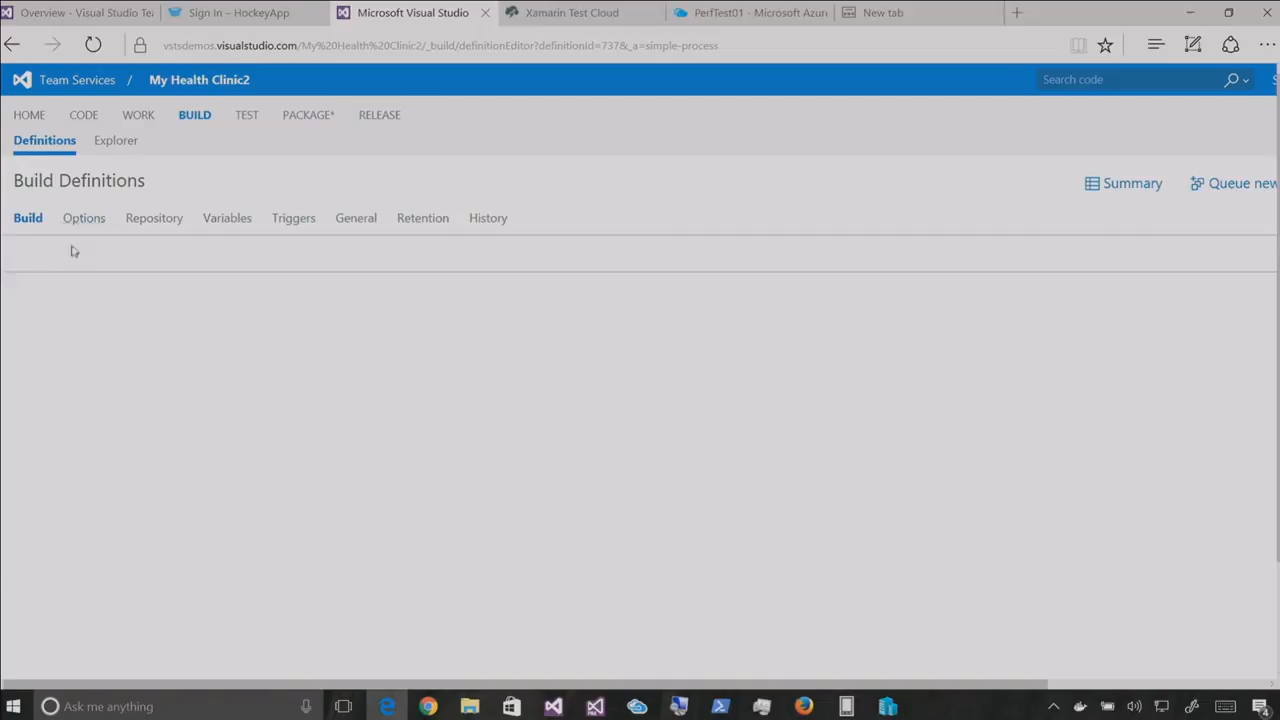 Overview - Visual Studio Te
Sign In – HockeyApp
Microsoft Visual Studio
Xamarin Test Cloud
PerfTest01 - Microsoft Azur
New tab
vstsdemos.visualstudio.com/My%20Health%20Clinic2/_build/definitionEditor?definitionId=737&_a=simple-process
Team Services / My Health Clinic2
Search code
HOME CODE WORK BUILD TEST PACKAGE* RELEASE
Definitions Explorer
Build Definitions
Summary
Queue new
Build Options Repository Variables Triggers General Retention History
Ask me anything